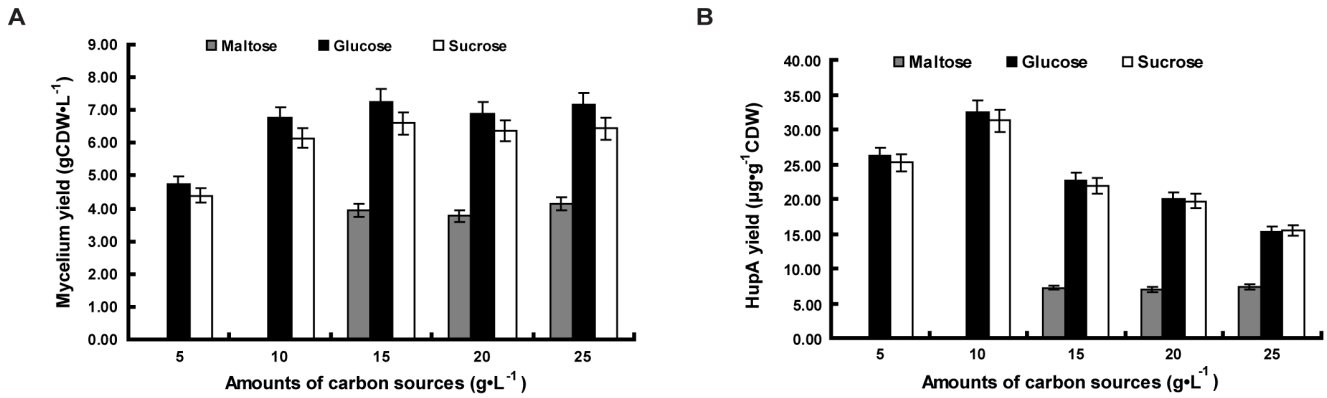 A
Maltose Glucose Sucrose
Mycelium yield (gCDW•L⁻¹)
9.00
8.00
7.00
6.00
5.00
4.00
3.00
2.00
1.00
0.00
5 10 15 20 25
Amounts of carbon sources (g•L⁻¹)
B
Maltose Glucose Sucrose
HupA yield (µg•g⁻¹CDW)
40.00
35.00
30.00
25.00
20.00
15.00
10.00
5.00
0.00
5 10 15 20 25
Amounts of carbon sources (g•L⁻¹)